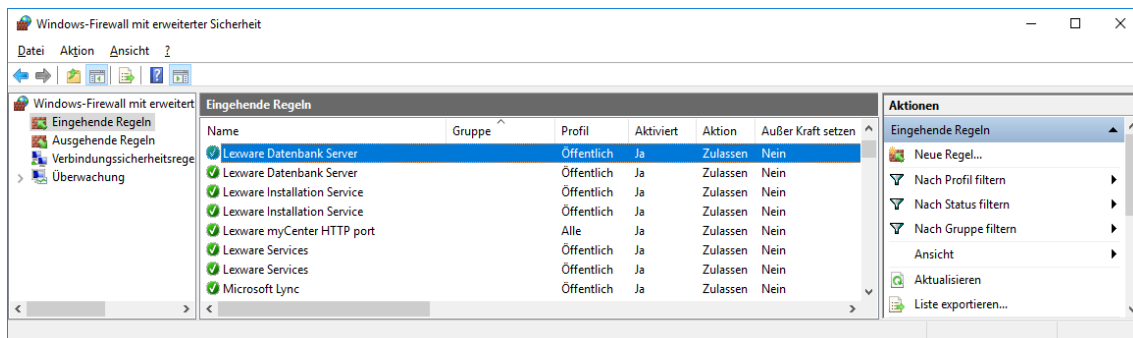 Windows-Firewall mit erweiterter Sicherheit
Datei Aktion Ansicht ?
Windows-Firewall mit erweitert
Eingehende Regeln
Ausgehende Regeln
Verbindungssicherheitsrege
Überwachung
Eingehende Regeln
Name Gruppe Profil Aktiviert Aktion Außer Kraft setzen
Lexware Datenbank Server Öffentlich Ja Zulassen Nein
Lexware Datenbank Server Öffentlich Ja Zulassen Nein
Lexware Installation Service Öffentlich Ja Zulassen Nein
Lexware Installation Service Öffentlich Ja Zulassen Nein
Lexware myCenter HTTP port Alle Ja Zulassen Nein
Lexware Services Öffentlich Ja Zulassen Nein
Lexware Services Öffentlich Ja Zulassen Nein
Microsoft Lync Öffentlich Ja Zulassen Nein
Aktionen
Eingehende Regeln
Neue Regel...
Nach Profil filtern
Nach Status filtern
Nach Gruppe filtern
Ansicht
Aktualisieren
Liste exportieren...